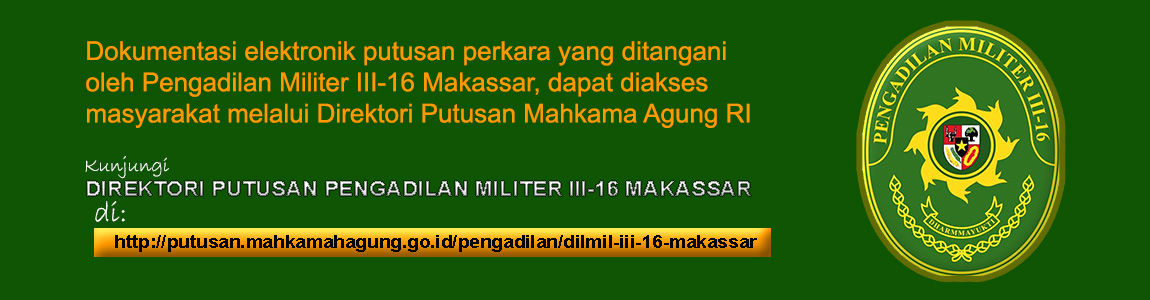 Dokumentasi elektronik putusan perkara yang ditangani
oleh Pengadilan Militer III-16 Makassar, dapat diakses
masyarakat melalui Direktori Putusan Mahkama Agung RI
Kunjungi
DIREKTORI PUTUSAN PENGADILAN MILITER III-16 MAKASSAR
di:
http://putusan.mahkamahagung.go.id/pengadilan/dilmil-iii-16-makassar
PENGADILAN MILITER III-16
DHARMMAYUKTI